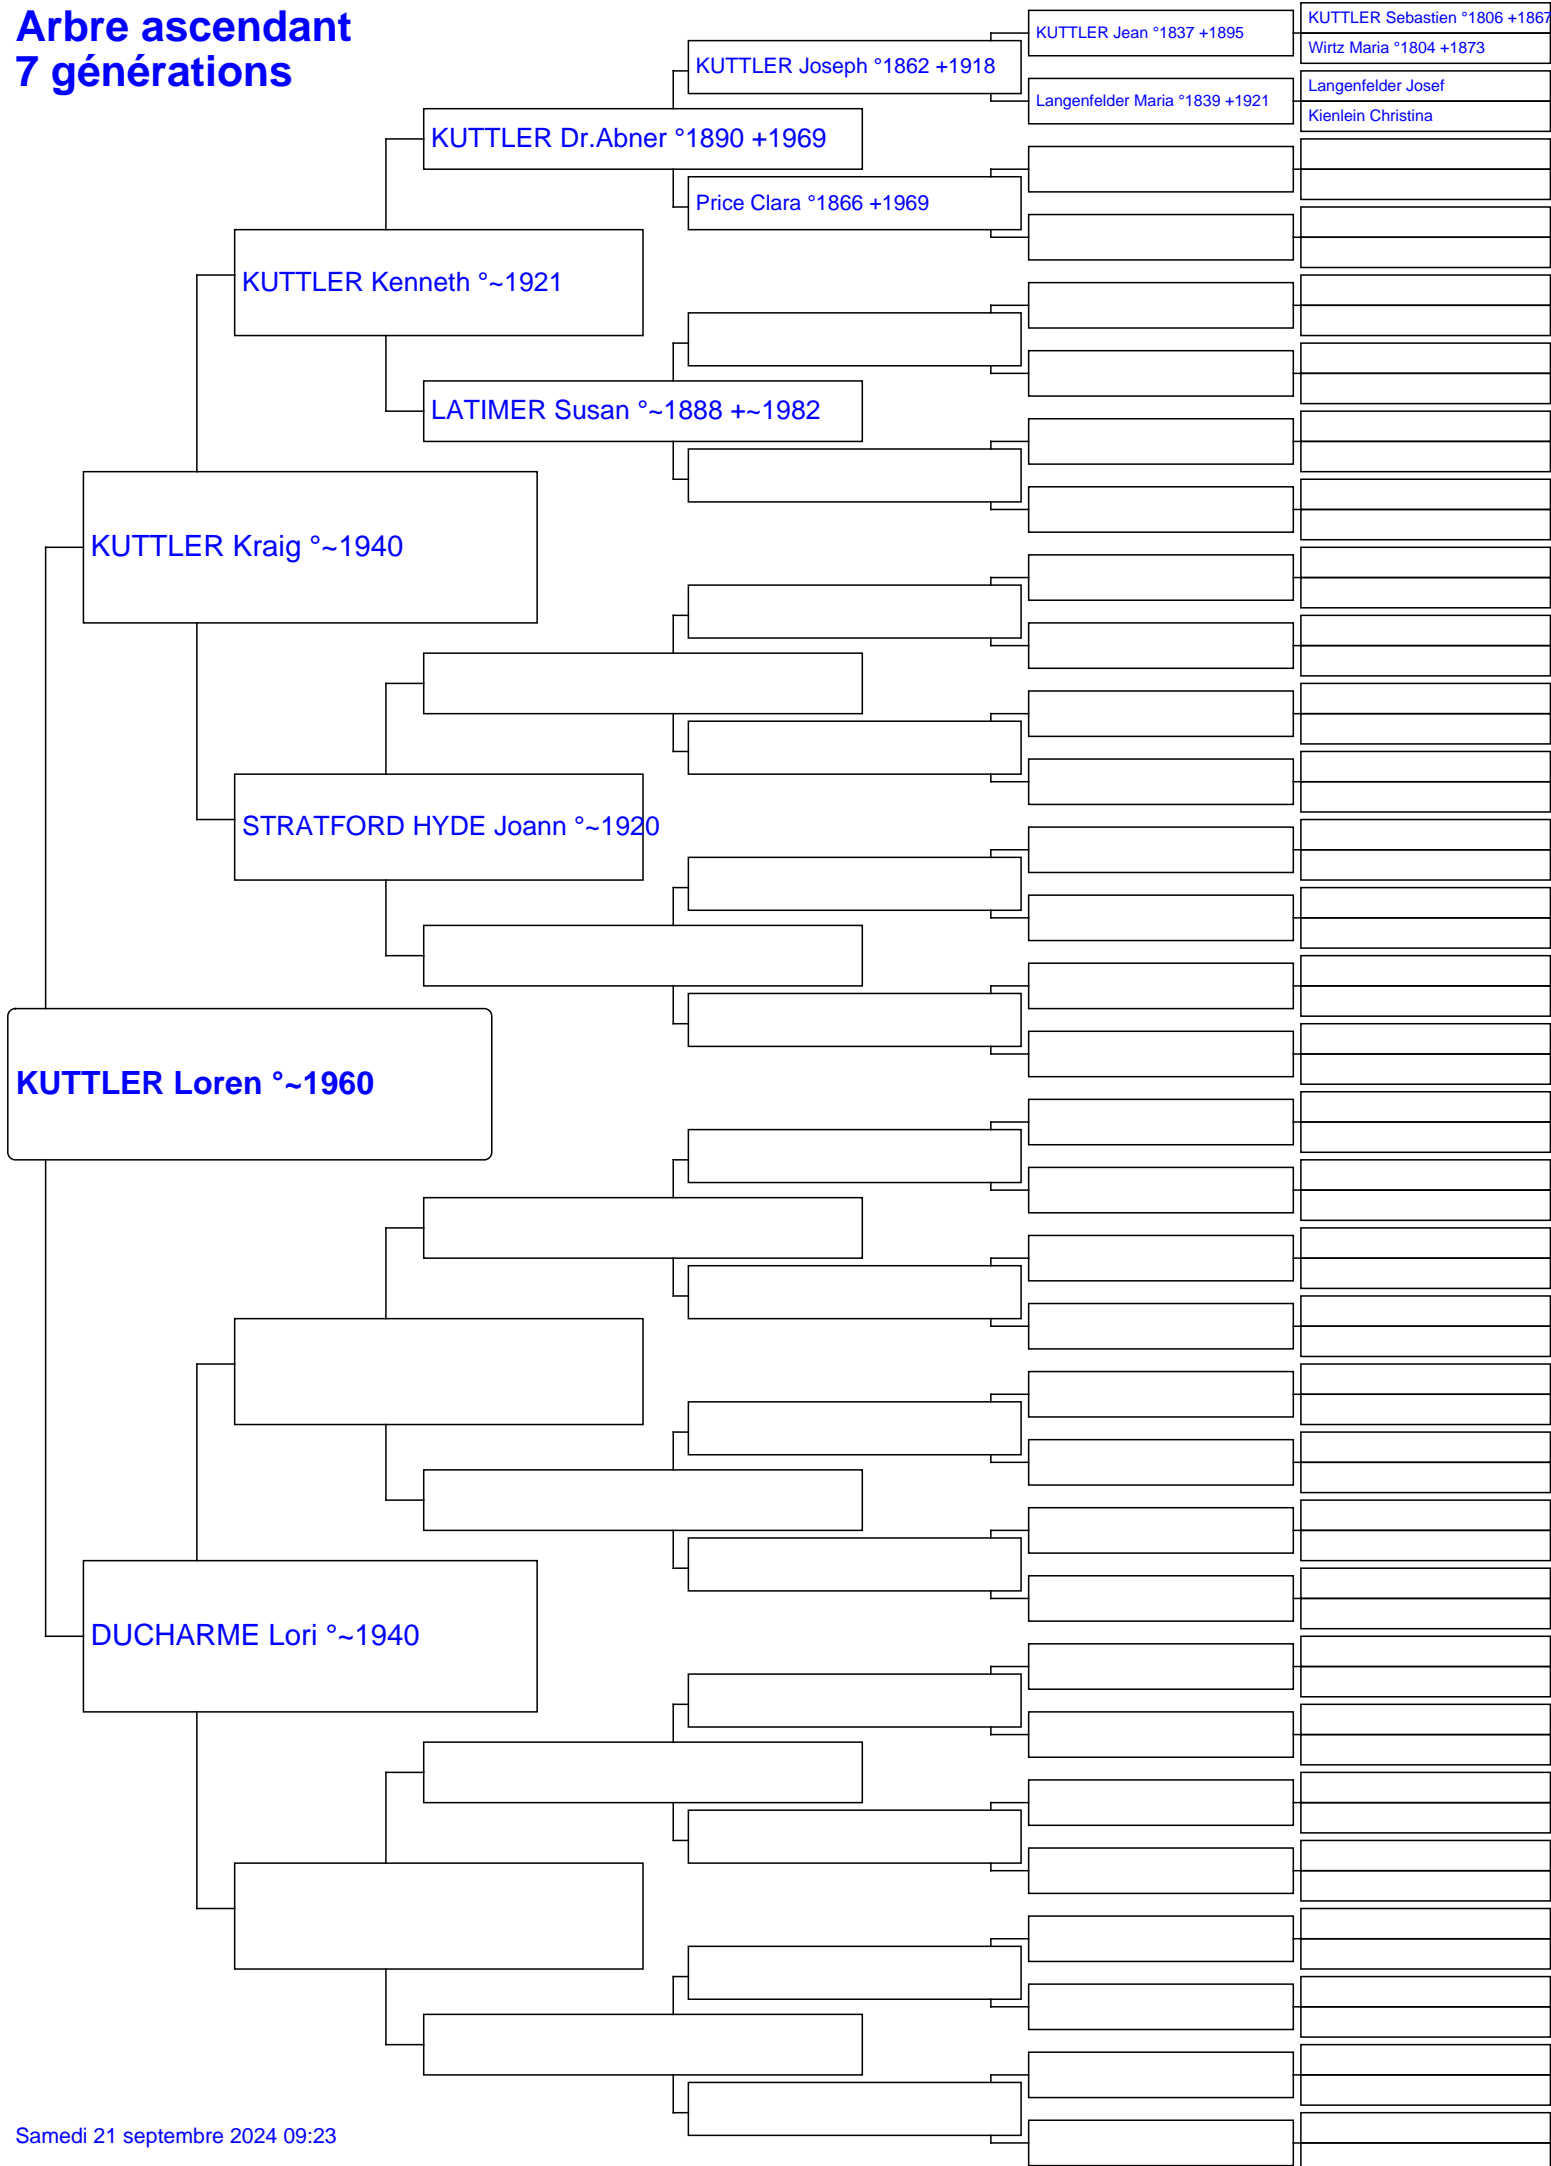 Arbre ascendant
7 générations
KUTTLER Jean °1837 +1895
KUTTLER Sebastien °1806 +1867
Wirtz Maria °1804 +1873
KUTTLER Joseph °1862 +1918
Langenfelder Maria °1839 +1921
Langenfelder Josef
Kienlein Christina
KUTTLER Dr.Abner °1890 +1969
Price Clara °1866 +1969
KUTTLER Kenneth °~1921
LATIMER Susan °~1888 +~1982
KUTTLER Kraig °~1940
STRATFORD HYDE Joann °~1920
KUTTLER Loren °~1960
DUCHARME Lori °~1940
Samedi 21 septembre 2024 09:23